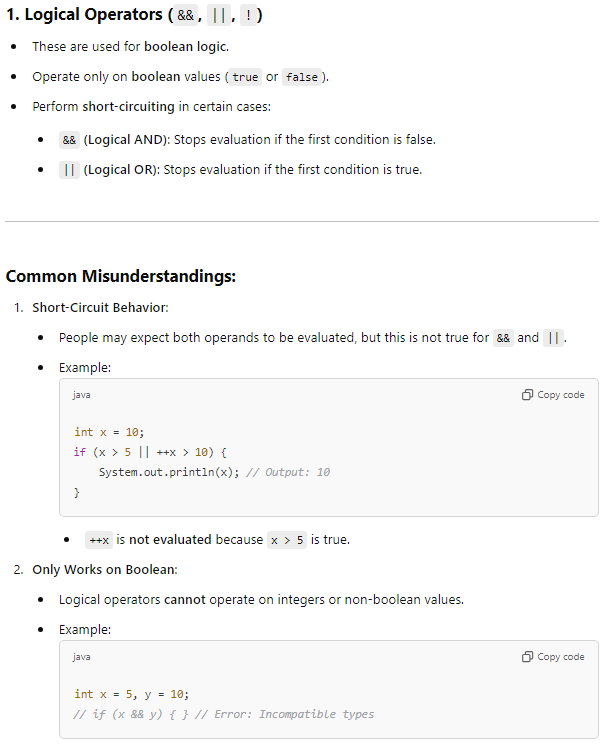 1. Logical Operators ( && , || , ! )
• These are used for boolean logic.
• Operate only on boolean values ( true or false ).
• Perform short-circuiting in certain cases:
• && (Logical AND): Stops evaluation if the first condition is false.
• || (Logical OR): Stops evaluation if the first condition is true.
Common Misunderstandings:
1. Short-Circuit Behavior:
• People may expect both operands to be evaluated, but this is not true for && and || .
• Example:
java Copy code
int x = 10;
if (x > 5 || ++x > 10) {
    System.out.println(x); // Output: 10
}
• ++x is not evaluated because x > 5 is true.
2. Only Works on Boolean:
• Logical operators cannot operate on integers or non-boolean values.
• Example:
java Copy code
int x = 5, y = 10;
// if (x && y) { } // Error: Incompatible types